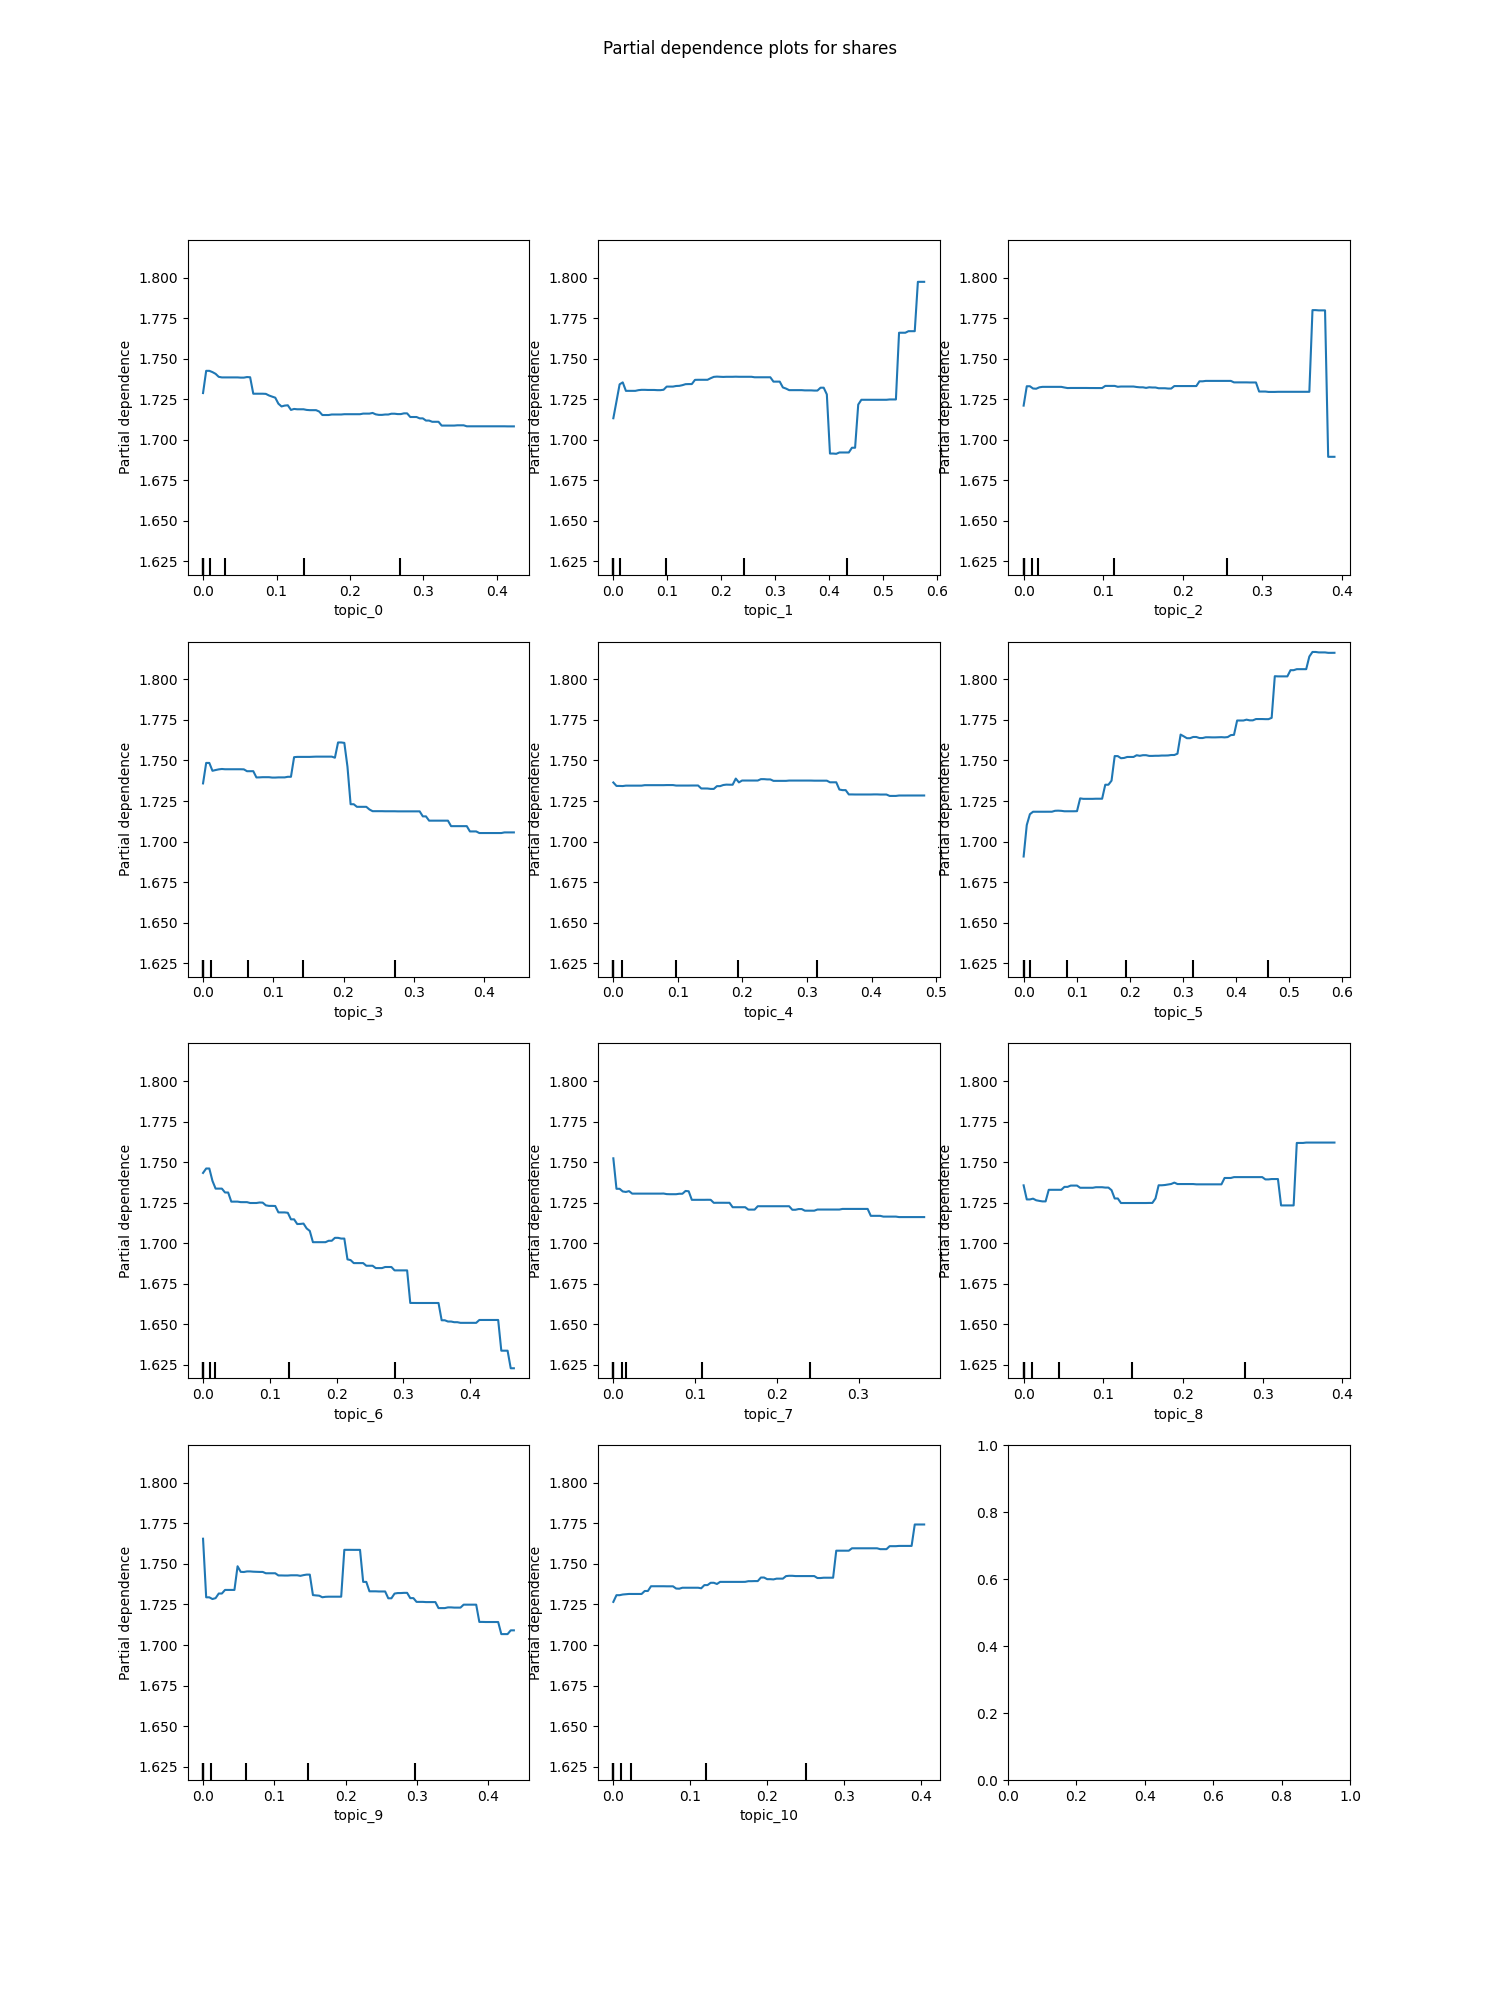 Partial dependence plots for shares
1.800 1.800 1.800
1.775 1.775 1.775
1.750 1.750 1.750
1.725 1.725 1.725
Partial dependence Partial dependence Partial dependence
1.700 1.700 1.700
1.675 1.675 1.675
1.650 1.650 1.650
1.625 1.625 1.625
0.0 0.1 0.2 0.3 0.4 0.0 0.1 0.2 0.3 0.4 0.5 0.6 0.0 0.1 0.2 0.3 0.4
topic_0 topic_1 topic_2
1.800 1.800 1.800
1.775 1.775 1.775
1.750 1.750 1.750
1.725 1.725 1.725
Partial dependence Partial dependence Partial dependence
1.700 1.700 1.700
1.675 1.675 1.675
1.650 1.650 1.650
1.625 1.625 1.625
0.0 0.1 0.2 0.3 0.4 0.0 0.1 0.2 0.3 0.4 0.5 0.0 0.1 0.2 0.3 0.4 0.5 0.6
topic_3 topic_4 topic_5
1.800 1.800 1.800
1.775 1.775 1.775
1.750 1.750 1.750
1.725 1.725 1.725
Partial dependence Partial dependence Partial dependence
1.700 1.700 1.700
1.675 1.675 1.675
1.650 1.650 1.650
1.625 1.625 1.625
0.0 0.1 0.2 0.3 0.4 0.0 0.1 0.2 0.3 0.0 0.1 0.2 0.3 0.4
topic_6 topic_7 topic_8
1.0
1.800 1.800
1.775 1.775 0.8
1.750 1.750
1.725 1.725 0.6
Partial dependence Partial dependence
1.700 1.700 0.4
1.675 1.675
1.650 1.650 0.2
1.625 1.625
0.0
0.0 0.1 0.2 0.3 0.4 0.0 0.1 0.2 0.3 0.4 0.0 0.2 0.4 0.6 0.8 1.0
topic_9 topic_10